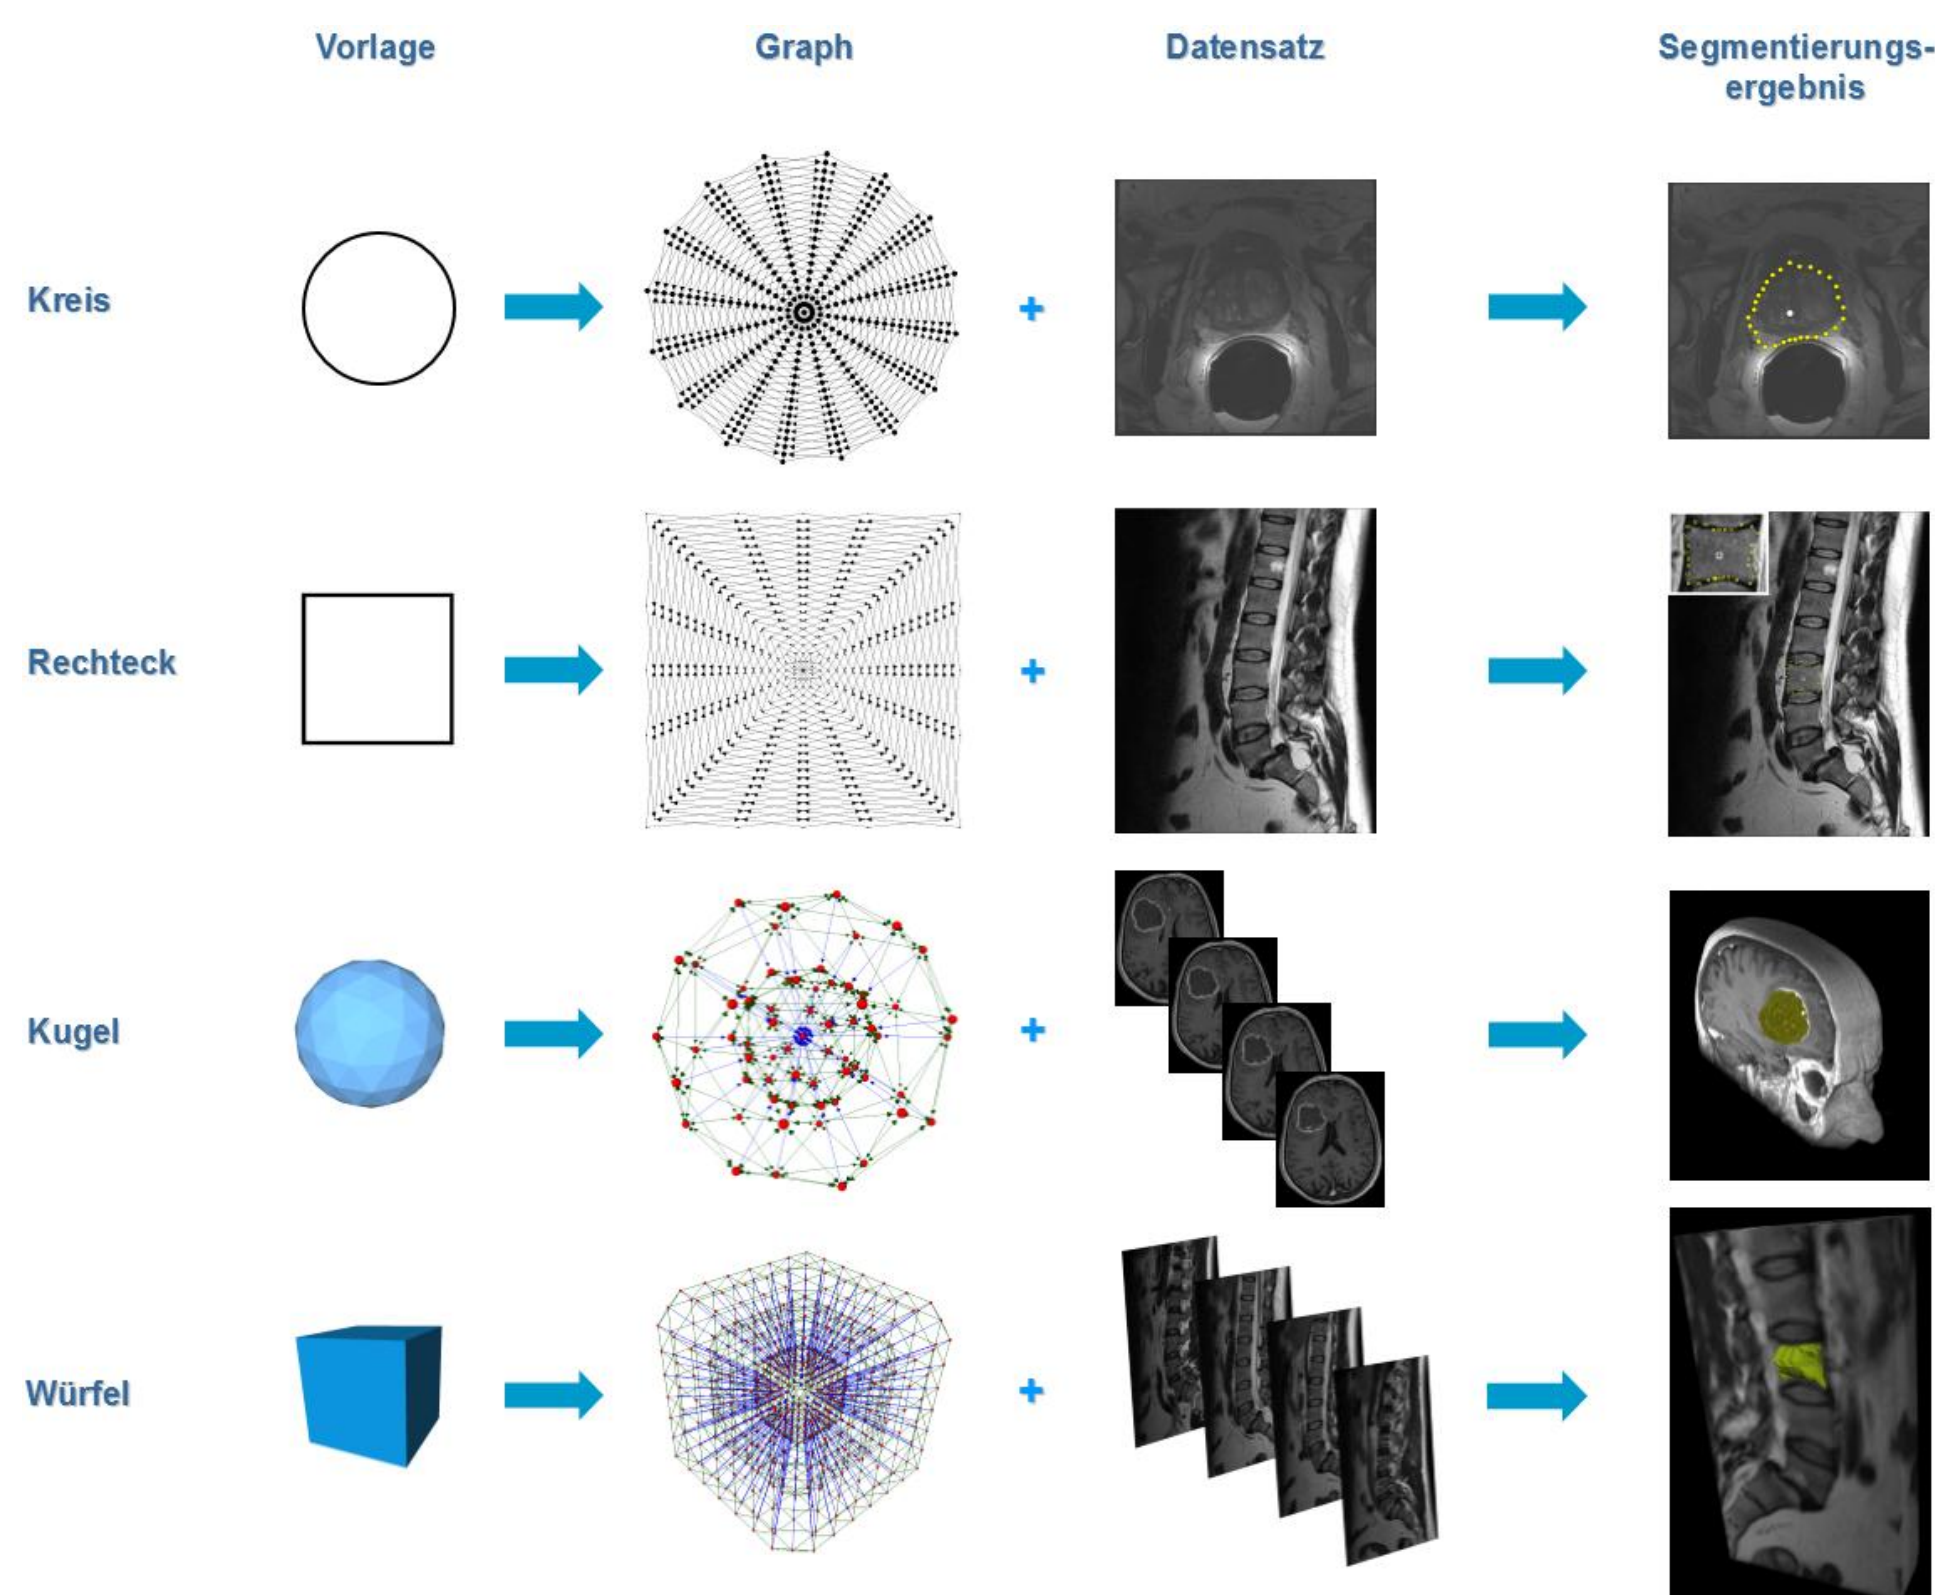 Vorlage
Graph
Datensatz
Segmentierungs-
ergebnis
Kreis
+
Rechteck
+
Kugel
+
Würfel
+